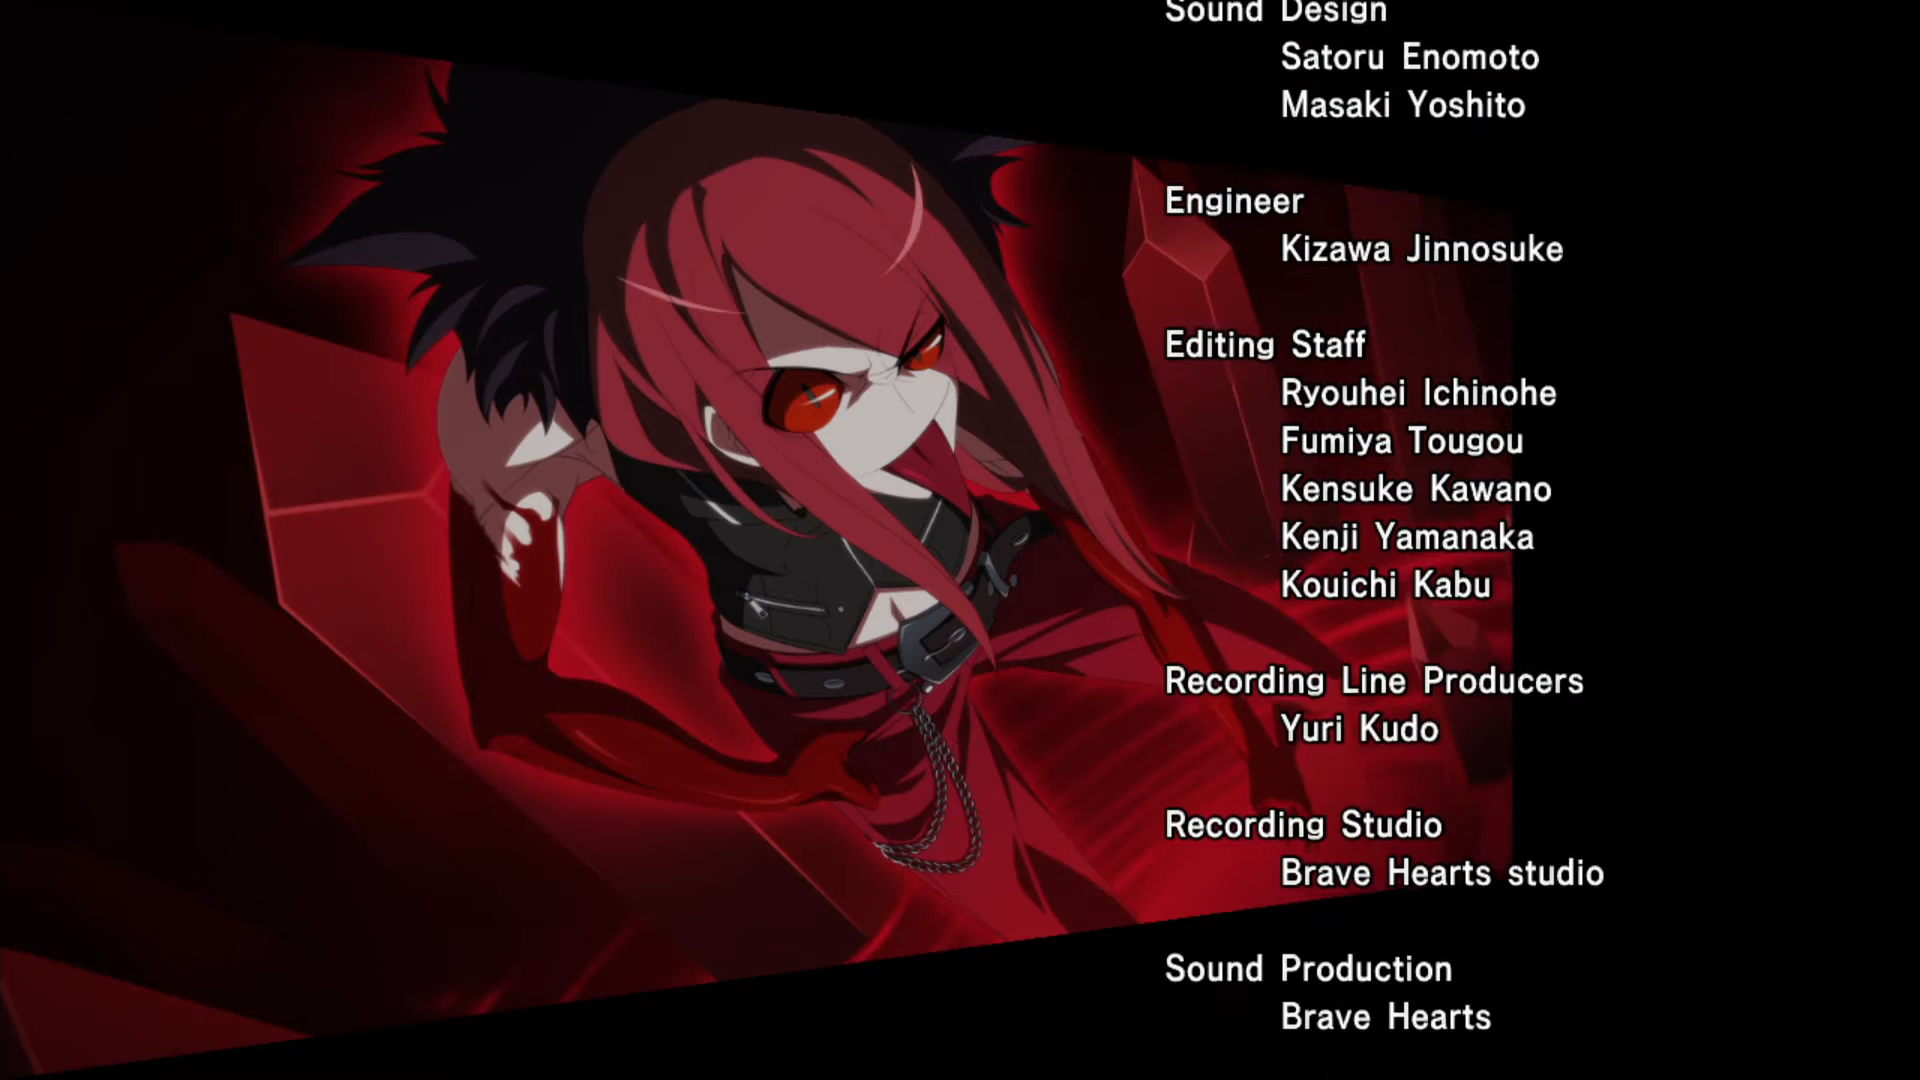 Sound Design
Satoru Enomoto
Masaki Yoshito
Engineer
Kizawa Jinnosuke
Editing Staff
Ryouhei Ichinohe
Fumiya Tougou
Kensuke Kawano
Kenji Yamanaka
Kouichi Kabu
Recording Line Producers
Yuri Kudo
Recording Studio
Brave Hearts studio
Sound Production
Brave Hearts